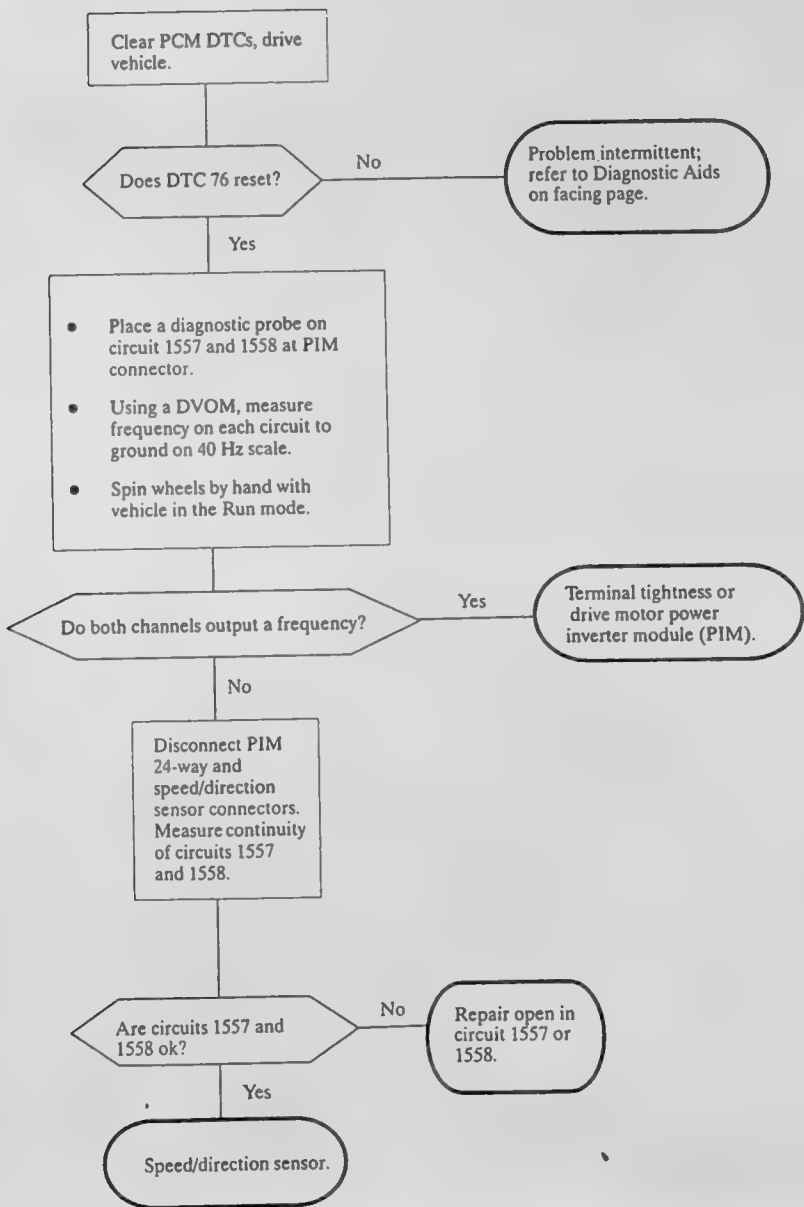 Clear PCM DTCs, drive
vehicle.
Does DTC 76 reset?
No
Problem intermittent;
refer to Diagnostic Aids
on facing page.
Yes
• Place a diagnostic probe on
circuit 1557 and 1558 at PIM
connector.
• Using a DVOM, measure
frequency on each circuit to
ground on 40 Hz scale.
• Spin wheels by hand with
vehicle in the Run mode.
Do both channels output a frequency?
Yes
Terminal tightness or
drive motor power
inverter module (PIM).
No
Disconnect PIM
24-way and
speed/direction
sensor connectors.
Measure continuity
of circuits 1557
and 1558.
Are circuits 1557 and
1558 ok?
No
Repair open in
circuit 1557 or
1558.
Yes
Speed/direction sensor.